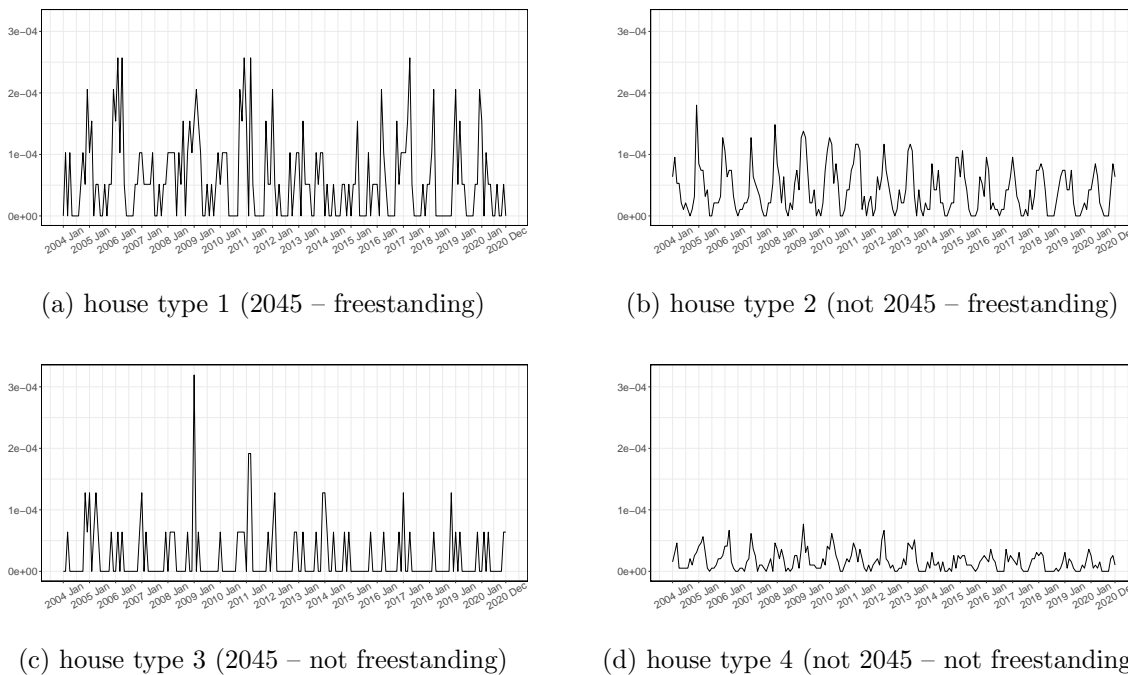 3e−04
2e−04
1e−04
0e+00
2004 Jan 2005 Jan 2006 Jan 2007 Jan 2008 Jan 2009 Jan 2010 Jan 2011 Jan 2012 Jan 2013 Jan 2014 Jan 2015 Jan 2016 Jan 2017 Jan 2018 Jan 2019 Jan 2020 Jan 2020 Dec
(a) house type 1 (2045 – freestanding)
3e−04
2e−04
1e−04
0e+00
2004 Jan 2005 Jan 2006 Jan 2007 Jan 2008 Jan 2009 Jan 2010 Jan 2011 Jan 2012 Jan 2013 Jan 2014 Jan 2015 Jan 2016 Jan 2017 Jan 2018 Jan 2019 Jan 2020 Jan 2020 De
(b) house type 2 (not 2045 – freestanding)
3e−04
2e−04
1e−04
0e+00
2004 Jan 2005 Jan 2006 Jan 2007 Jan 2008 Jan 2009 Jan 2010 Jan 2011 Jan 2012 Jan 2013 Jan 2014 Jan 2015 Jan 2016 Jan 2017 Jan 2018 Jan 2019 Jan 2020 Jan 2020 Dec
(c) house type 3 (2045 – not freestanding)
3e−04
2e−04
1e−04
0e+00
2004 Jan 2005 Jan 2006 Jan 2007 Jan 2008 Jan 2009 Jan 2010 Jan 2011 Jan 2012 Jan 2013 Jan 2014 Jan 2015 Jan 2016 Jan 2017 Jan 2018 Jan 2019 Jan 2020 Jan 2020 De
(d) house type 4 (not 2045 – not freestanding